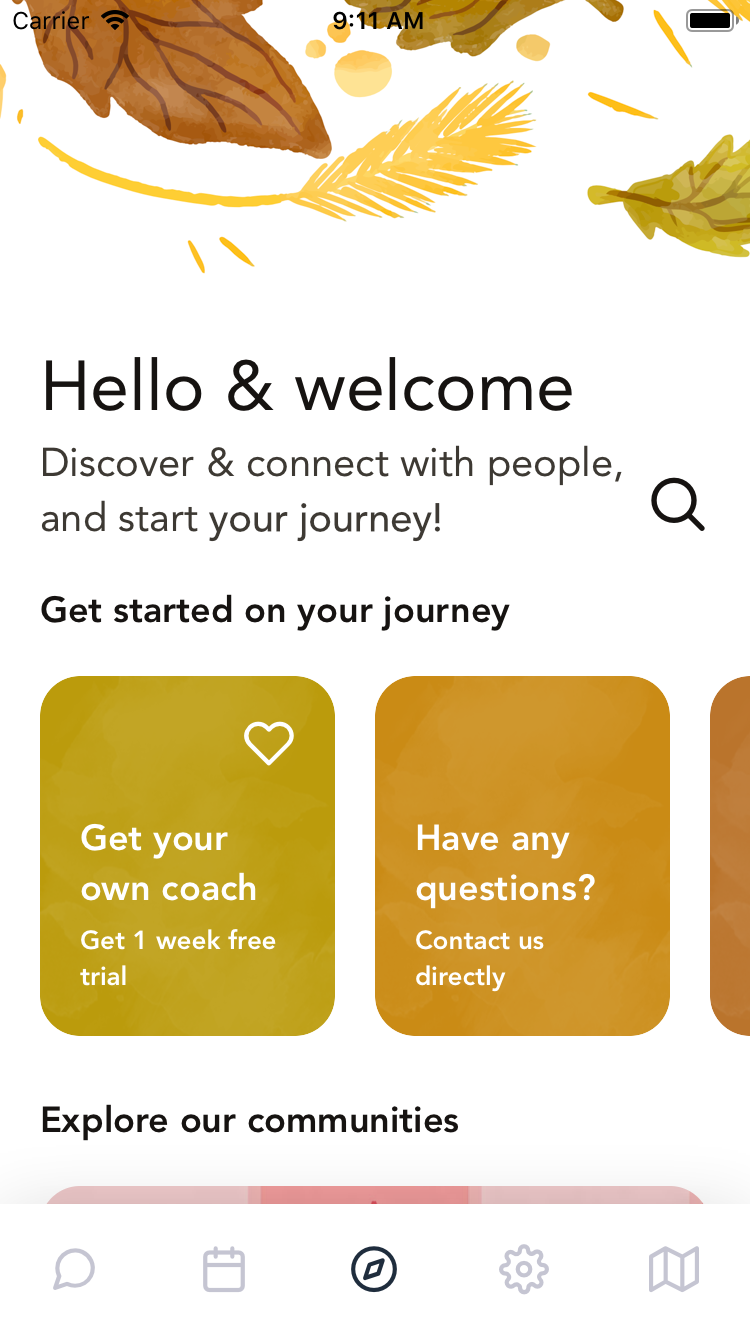 Carrier 9:11 AM
Hello & welcome
Discover & connect with people,
and start your journey!
Get started on your journey
Get your
own coach
Get 1 week free
trial
Have any
questions?
Contact us
directly
Explore our communities